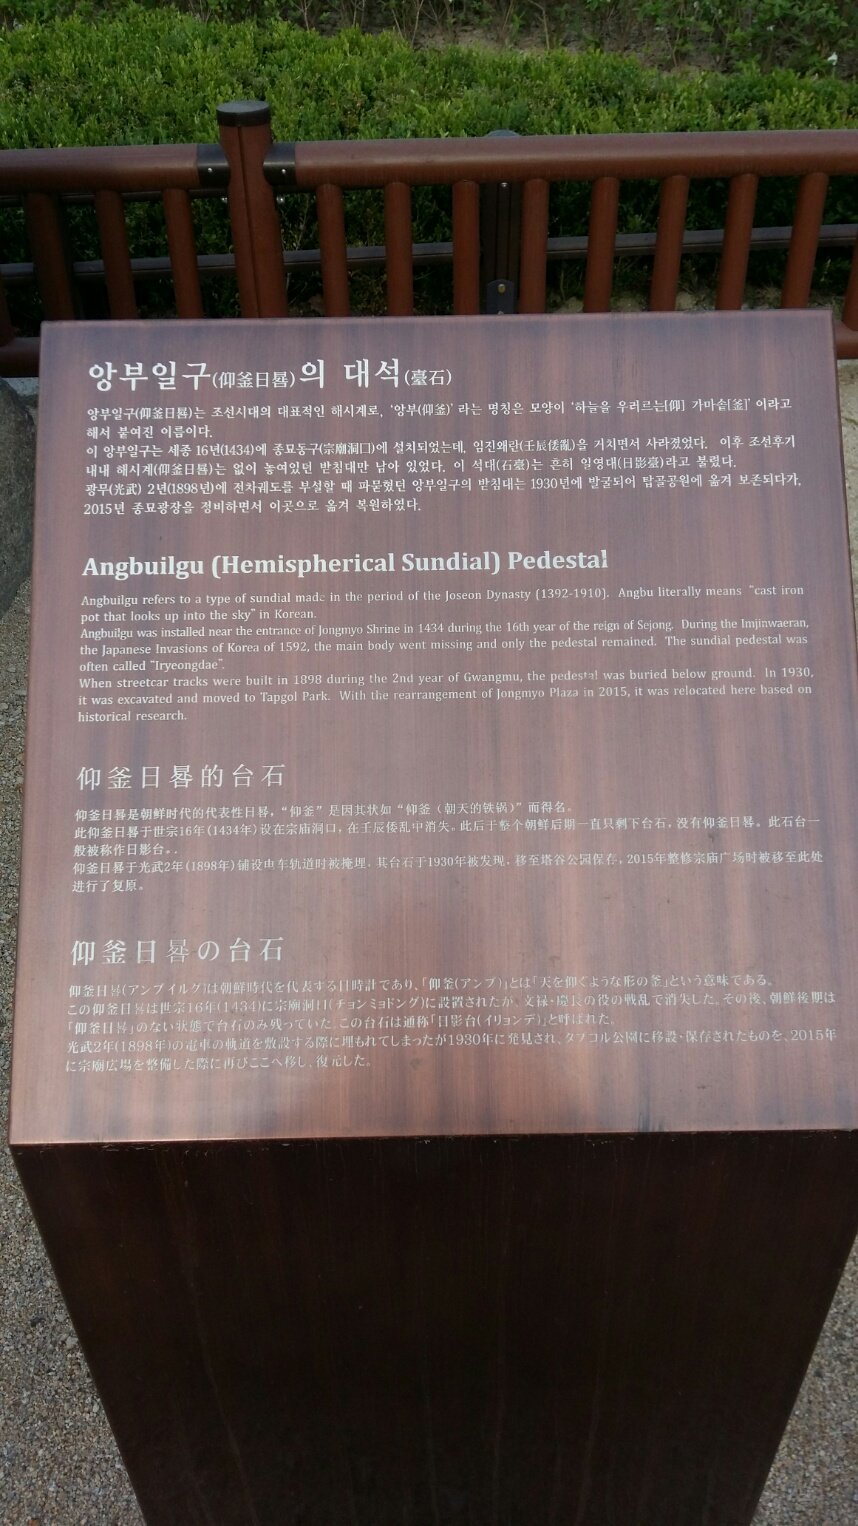 앙부일구(仰釜日晷)의 대석(臺石)
앙부일구(仰釜日晷)는 조선시대의 대표적인 해시계로, ‘앙부(仰釜)’ 라는 명칭은 모양이 ‘하늘을 우러르는[仰] 가마솥[釜]’ 이라고
해서 붙여진 이름이다.
이 앙부일구는 세종 16년(1434)에 종묘동구(宗廟洞口)에 설치되었는데, 임진왜란(壬辰倭亂)을 거치면서 사라졌었다. 이후 조선후기
내내 해시계(仰釜日晷)는 없이 놓여있던 받침대만 남아 있었다. 이 석대(石臺)는 흔히 일영대(日影臺)라고 불렸다.
광무(光武) 2년(1898년)에 전차궤도를 부설할 때 파묻혔던 앙부일구의 받침대는 1930년에 발굴되어 탑골공원에 옮겨 보존되다가,
2015년 종묘광장을 정비하면서 이곳으로 옮겨 복원하였다.
Angbuilgu (Hemispherical Sundial) Pedestal
Angbuilgu refers to a type of sundial made in the period of the Joseon Dynasty (1392-1910). Angbu literally means “cast iron
pot that looks up into the sky” in Korean.
Angbuilgu was installed near the entrance of Jongmyo Shrine in 1434 during the 16th year of the reign of Sejong. During the Imjinwaeran,
the Japanese Invasions of Korea of 1592, the main body went missing and only the pedestal remained. The sundial pedestal was
often called “Iryeongdae”.
When streetcar tracks were built in 1898 during the 2nd year of Gwangmu, the pedestal was buried below ground. In 1930,
it was excavated and moved to Tapgol Park. With the rearrangement of Jongmyo Plaza in 2015, it was relocated here based on
historical research.
仰釜日晷的台石
仰釜日晷是朝鲜时代的代表性日晷，“仰釜”是因其状如“仰釜（朝天的铁锅）”而得名。
此仰釜日晷于世宗16年(1434年)设在宗庙洞口，在壬辰倭乱中消失。此后于整个朝鲜后期一直只剩下台石，没有仰釜日晷。此石台一
般被称作日影台。.
仰釜日晷于光武2年(1898年)铺设电车轨道时被掩埋，其台石于1930年被发现，移至塔谷公园保存，2015年整修宗庙广场时被移至此处
进行了复原。
仰釜日晷の台石
仰釜日晷(アンブイルグ)は朝鮮時代を代表する日時計であり、「仰釜(アンブ)」とは「天を仰ぐような形の釜」という意味である。
この仰釜日晷は世宗16年(1434)に宗廟洞口(チョンミョドング)に設置されたが、文禄・慶長の役の戦乱で消失した。その後、朝鮮後期は
「仰釜日晷」のない状態で台石のみ残っていた。この台石は通称「日影台(イリョンデ)」と呼ばれた。
光武2年(1898年)の電車の軌道を敷設する際に埋もれてしまったが1930年に発見され、タプコル公園に移設・保存されたものを、2015年
に宗廟広場を整備した際に再びここへ移し、復元した。